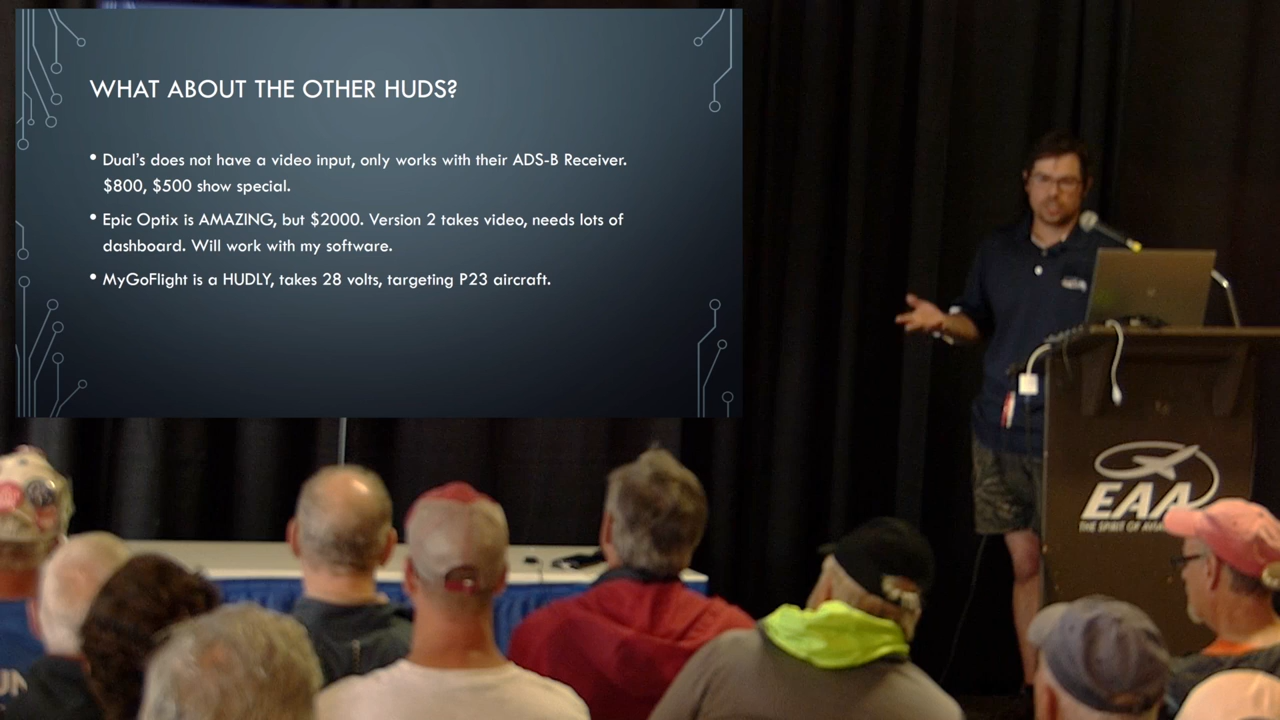 WHAT ABOUT THE OTHER HUDS?
• Dual's does not have a video input, only works with their ADS-B Receiver.
$800, $500 show special.
• Epic Optix is AMAZING, but $2000. Version 2 takes video, needs lots of
dashboard. Will work with my software.
• MyGoFlight is a HUDLY, takes 28 volts, targeting P23 aircraft.
EAA
THE SPIRIT OF